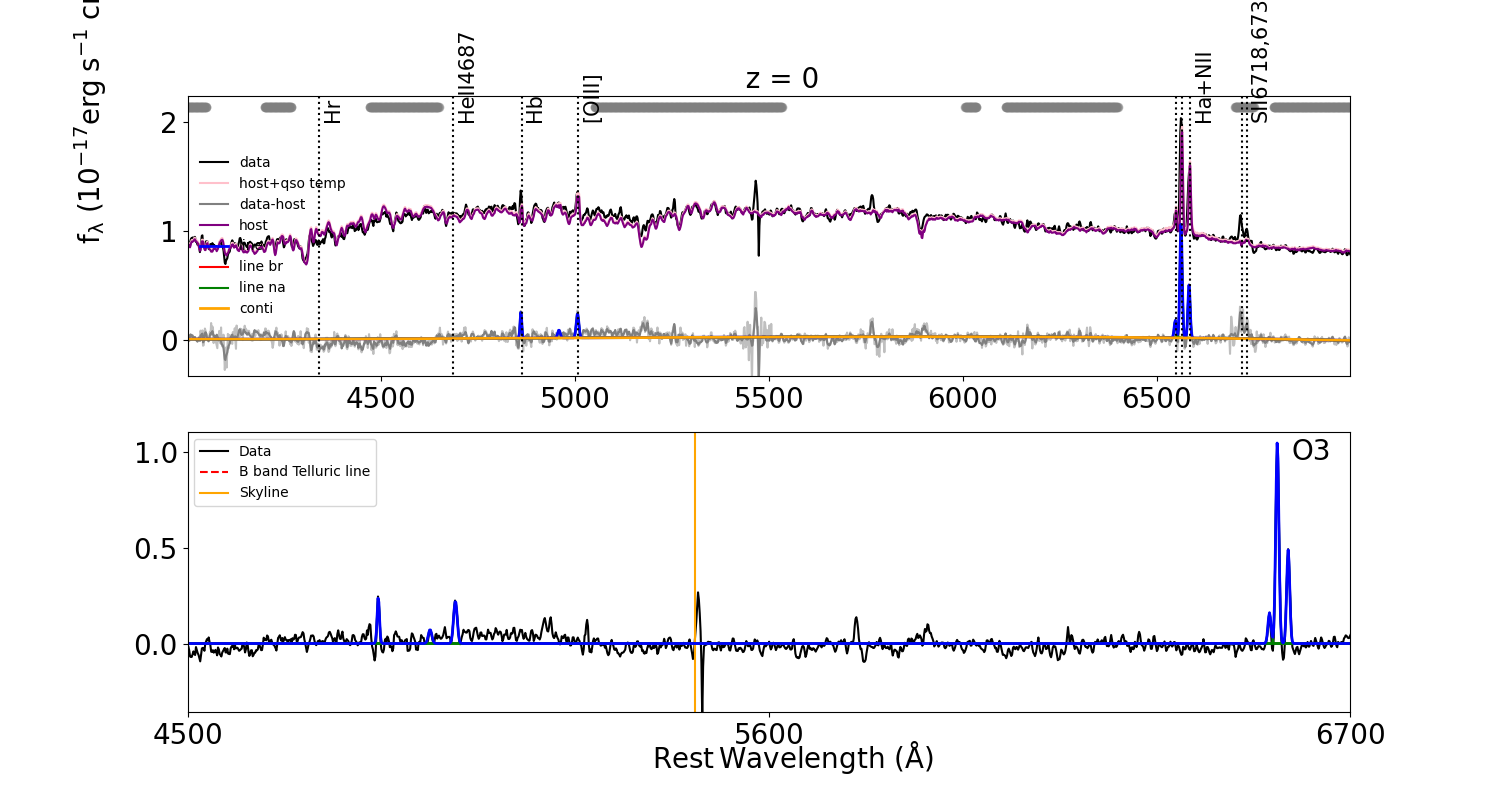 z = 0
f_λ (10^−17 erg s^−1
Hr
HeII4687
Hb
[OIII]
Ha+NII
SII6718,673
2
1
0
data
host+qso temp
data-host
host
line br
line na
conti
4500
5000
5500
6000
6500
O3
1.0
0.5
0.0
Data
B band Telluric line
Skyline
4500
5600
6700
Rest Wavelength (Å)